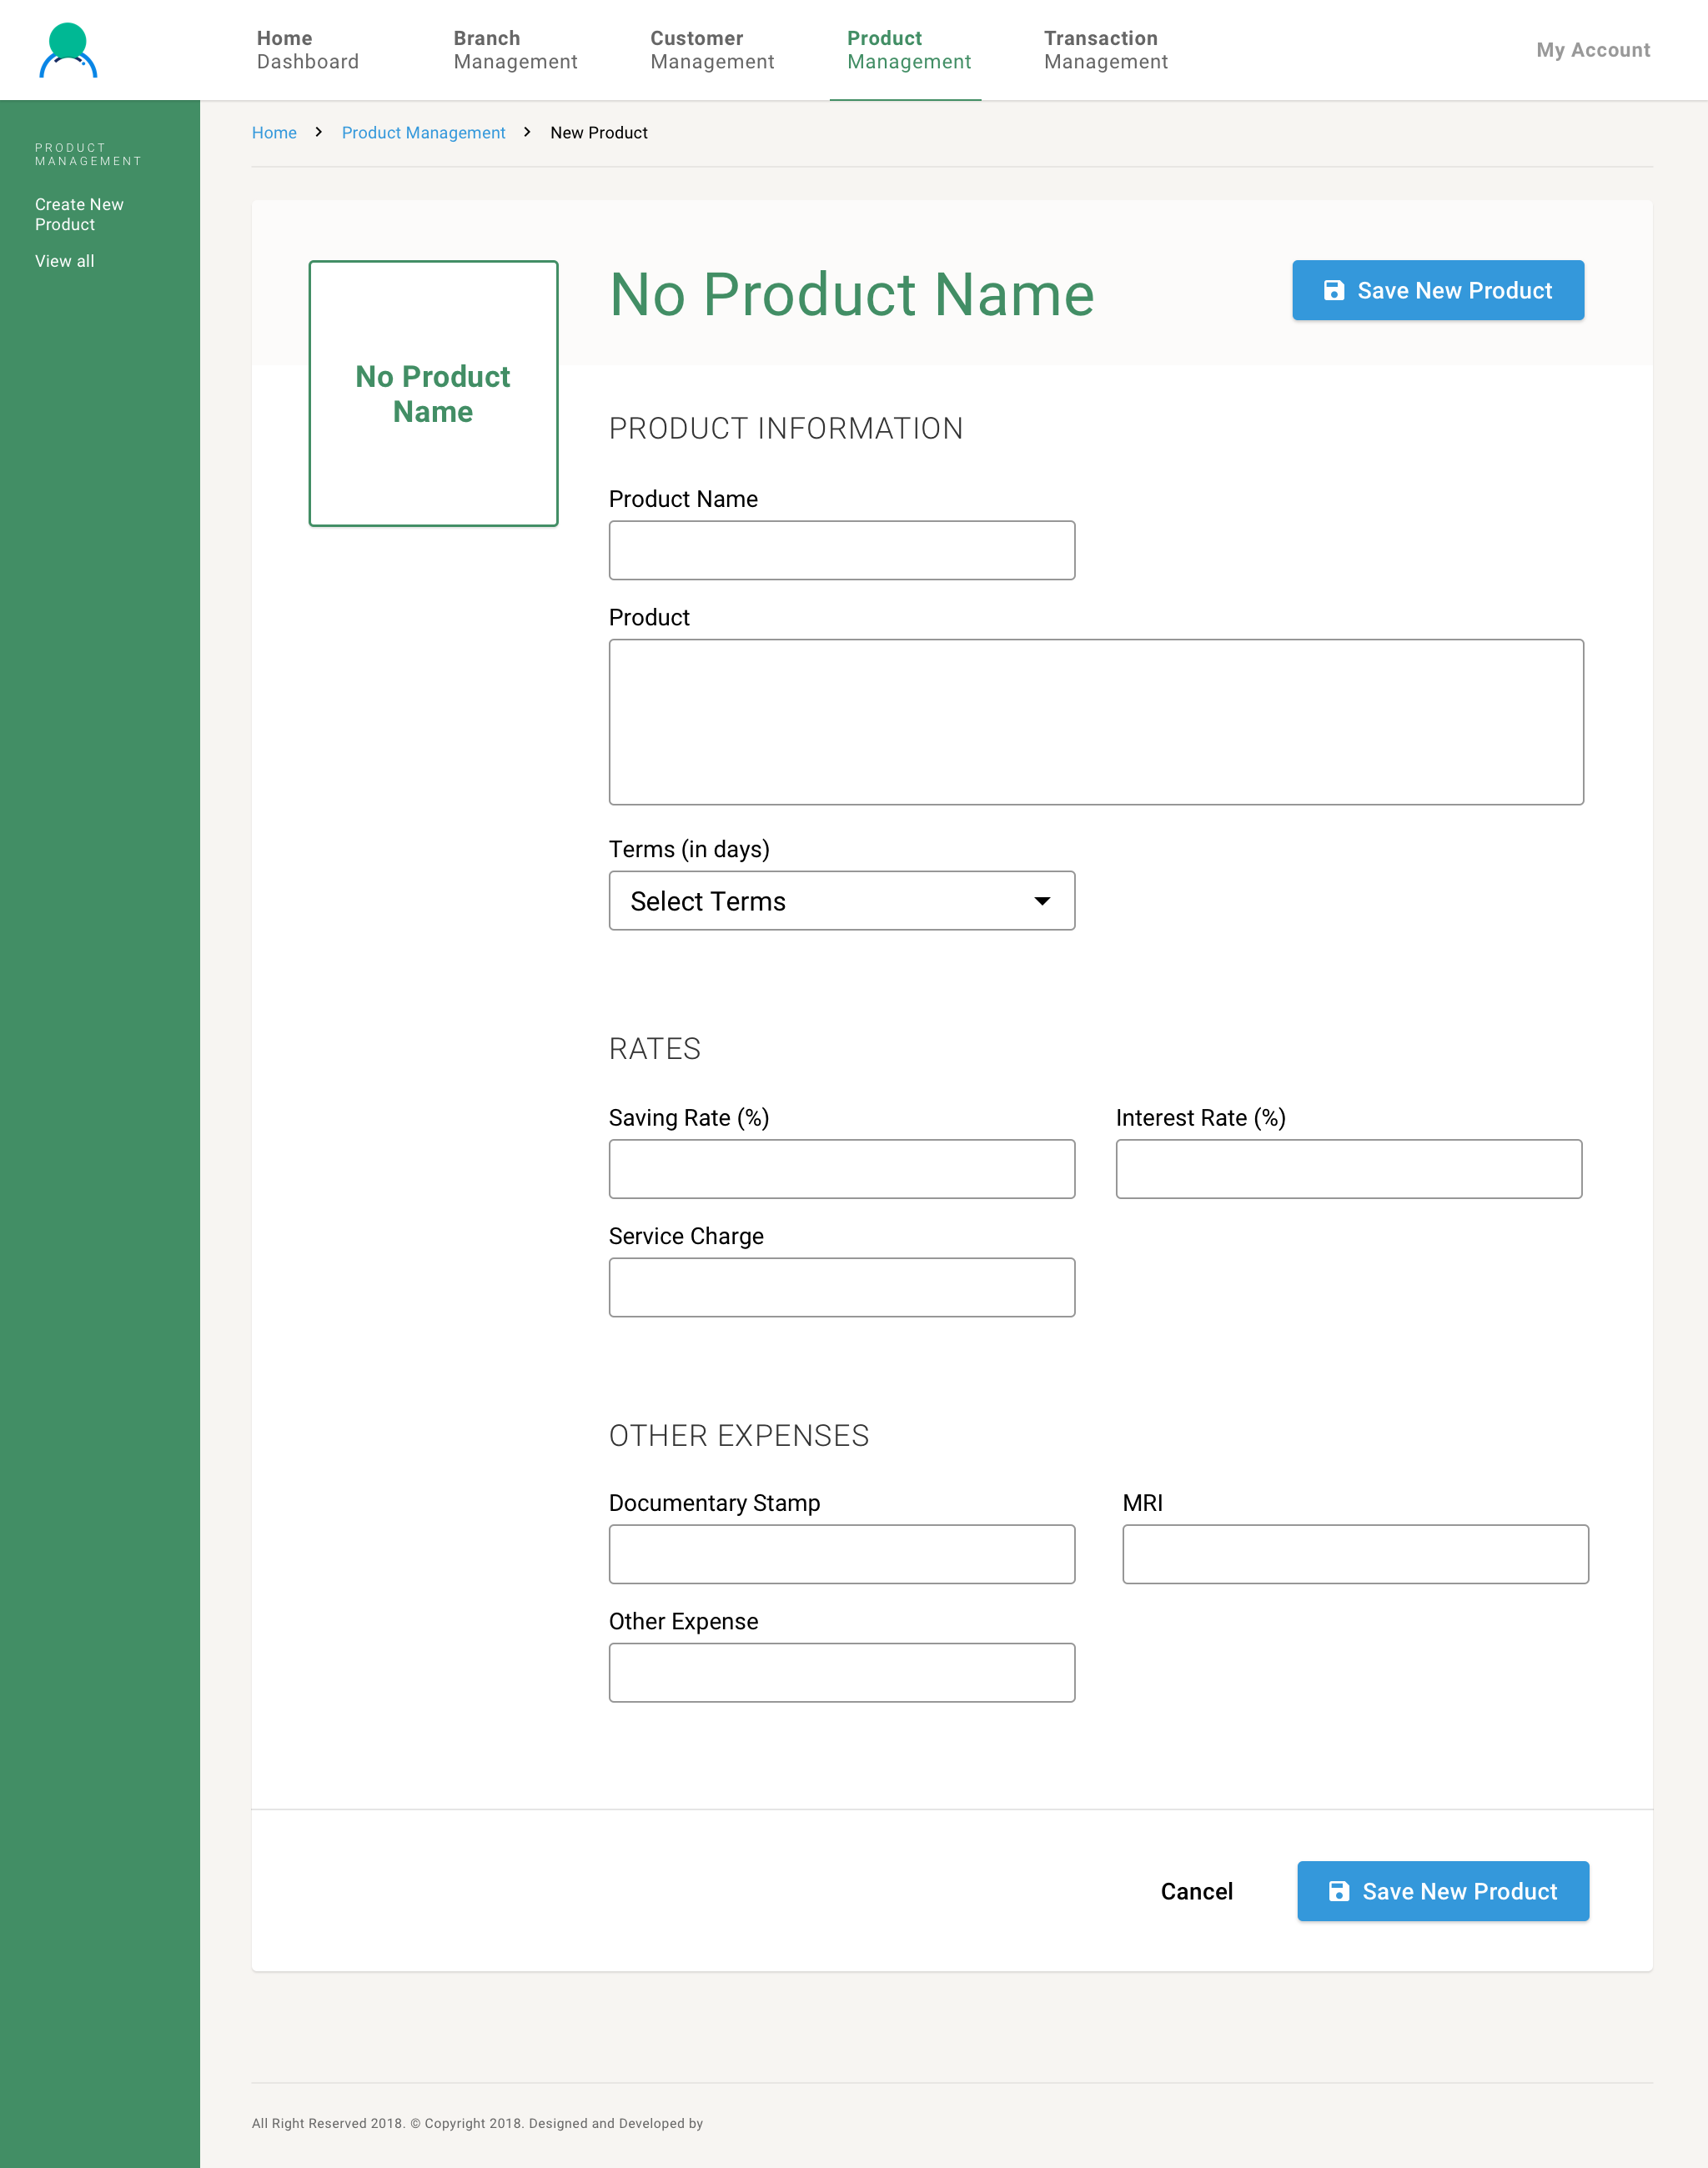 Home
Dashboard
Branch
Management
Customer
Management
Product
Management
Transaction
Management
My Account
PRODUCT
MANAGEMENT
Create New
Product
View all
Home > Product Management > New Product
No Product
Name
No Product Name
Save New Product
PRODUCT INFORMATION
Product Name
Product
Terms (in days)
Select Terms
RATES
Saving Rate (%)
Interest Rate (%)
Service Charge
OTHER EXPENSES
Documentary Stamp
MRI
Other Expense
Cancel
Save New Product
All Right Reserved 2018. © Copyright 2018. Designed and Developed by